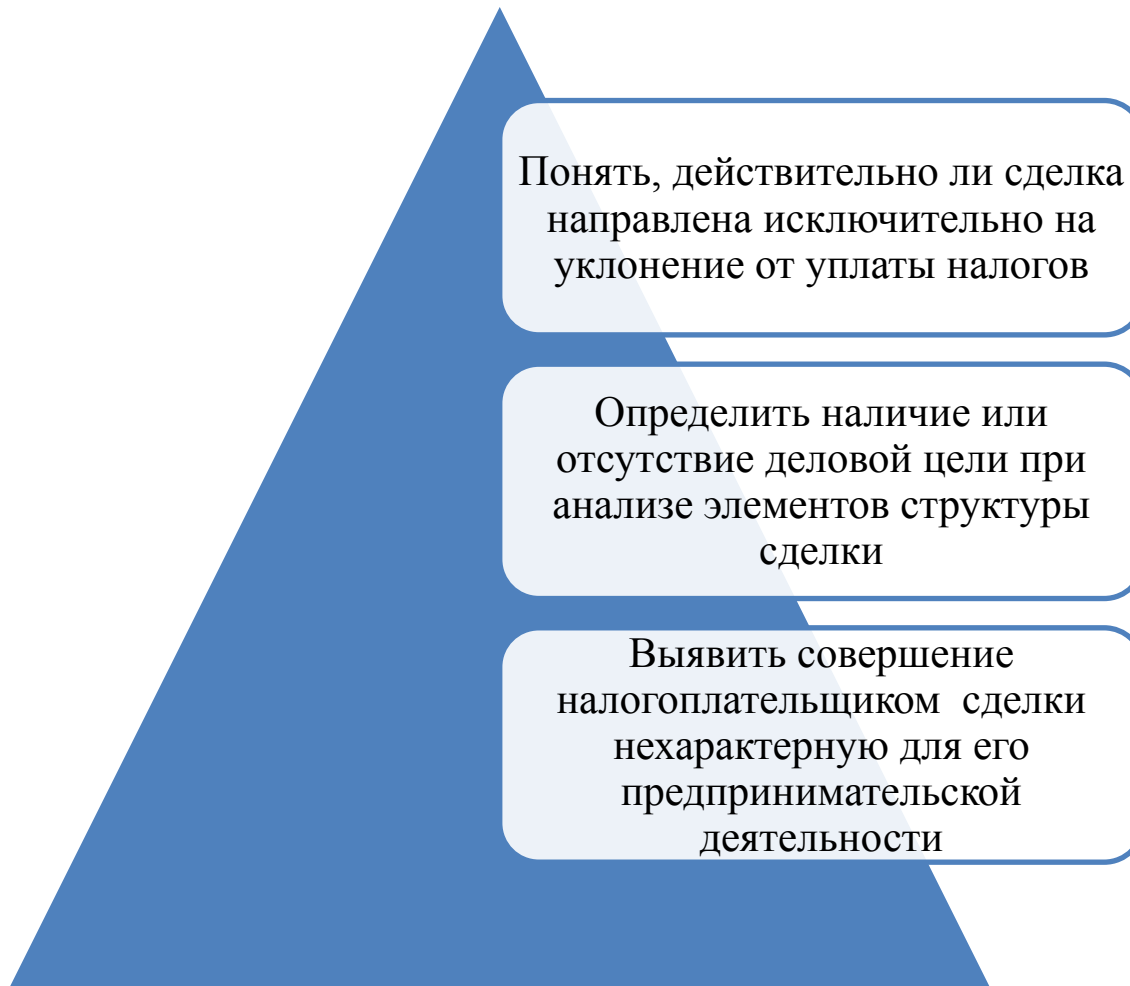 Понять, действительно ли сделка
направлена исключительно на
уклонение от уплаты налогов
Определить наличие или
отсутствие деловой цели при
анализе элементов структуры
сделки
Выявить совершение
налогоплательщиком  сделки
нехарактерную для его
предпринимательской
деятельности